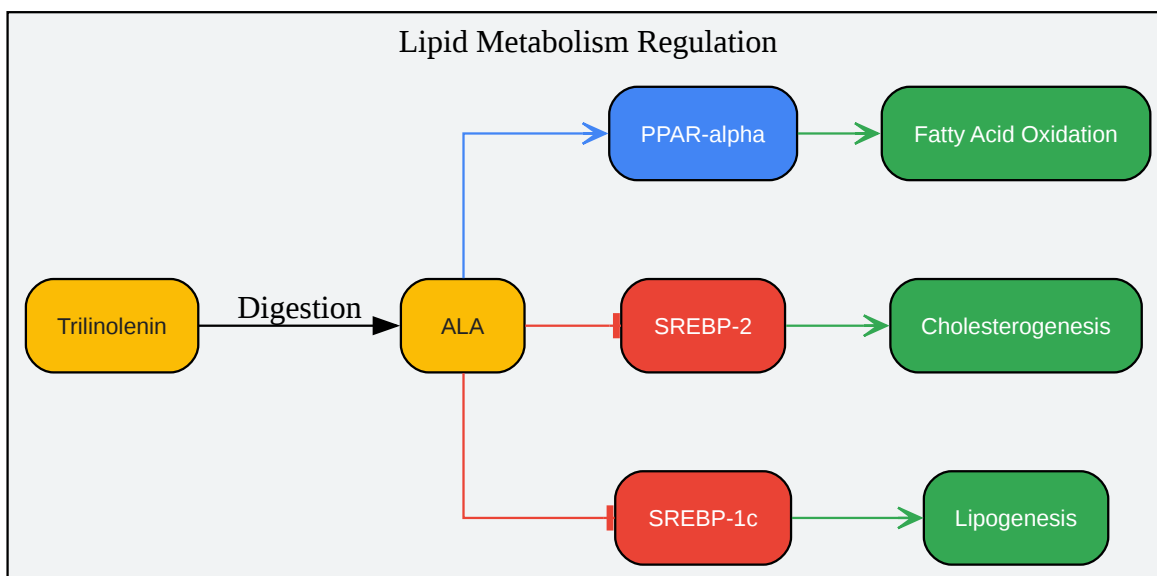 Lipid Metabolism Regulation
PPAR-alpha
Fatty Acid Oxidation
Trilinolenin
Digestion
ALA
SREBP-2
Cholesterogenesis
SREBP-1c
Lipogenesis